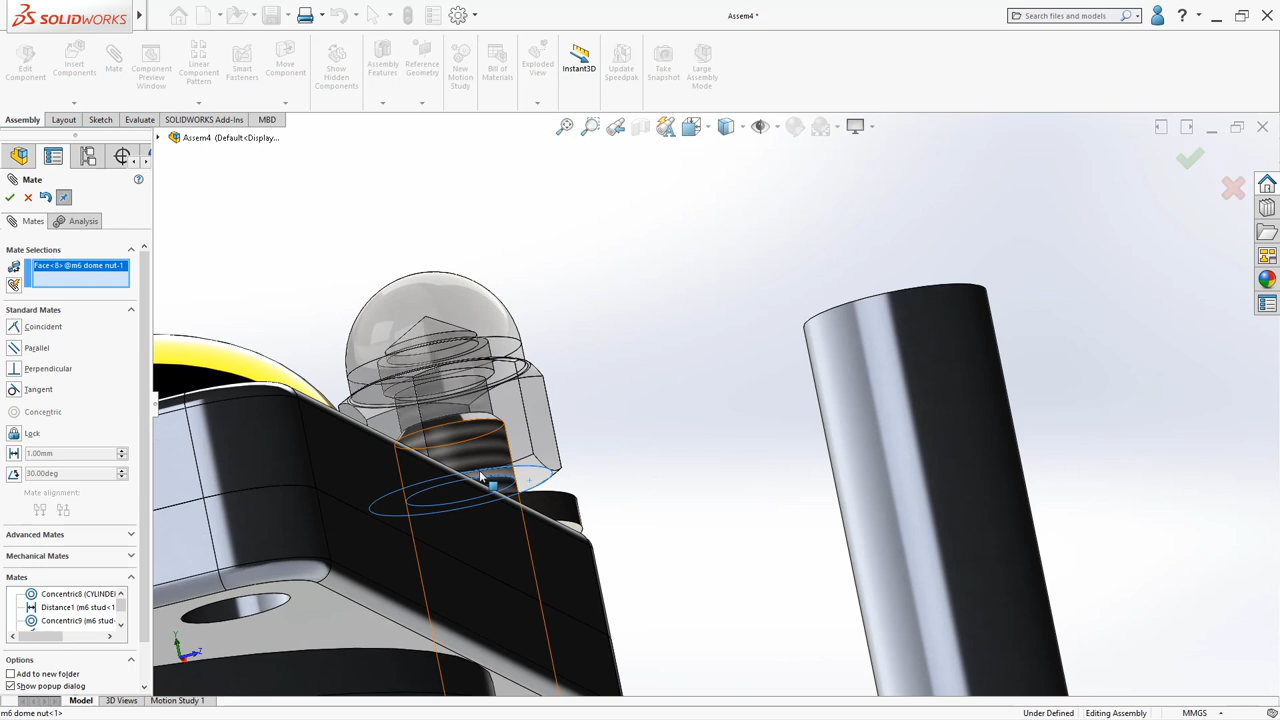 SOLIDWORKS
Assem4 *
Search files and models
Edit Component
Insert Components
Mate
Component Preview Window
Linear Component Pattern
Smart Fasteners
Move Component
Show Hidden Components
Assembly Features
Reference Geometry
New Motion Study
Bill of Materials
Exploded View
Instant3D
Update Speedpak
Take Snapshot
Large Assembly Mode
Assembly
Layout
Sketch
Evaluate
SOLIDWORKS Add-Ins
MBD
Assem4 (Default<Display...
Mate
Mates
Analysis
Mate Selections
Face<8>@m6 dome nut-1
Standard Mates
Coincident
Parallel
Perpendicular
Tangent
Concentric
Lock
1.00mm
30.00deg
Mate alignment:
Advanced Mates
Mechanical Mates
Mates
Concentric8 (CYLINDE
Distance1 (m6 stud<1
Concentric9 (m6 stud-
Options
Add to new folder
Show popup dialog
Y
Z
Model
3D Views
Motion Study 1
m6 dome nut<1>
Under Defined
Editing Assembly
MMGS